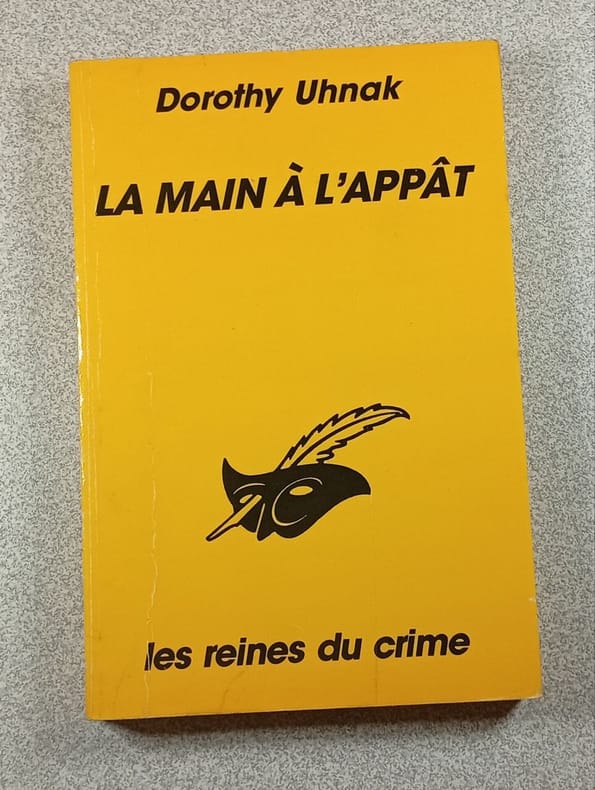 Dorothy Uhnak
LA MAIN À L'APPÂT
les reines du crime